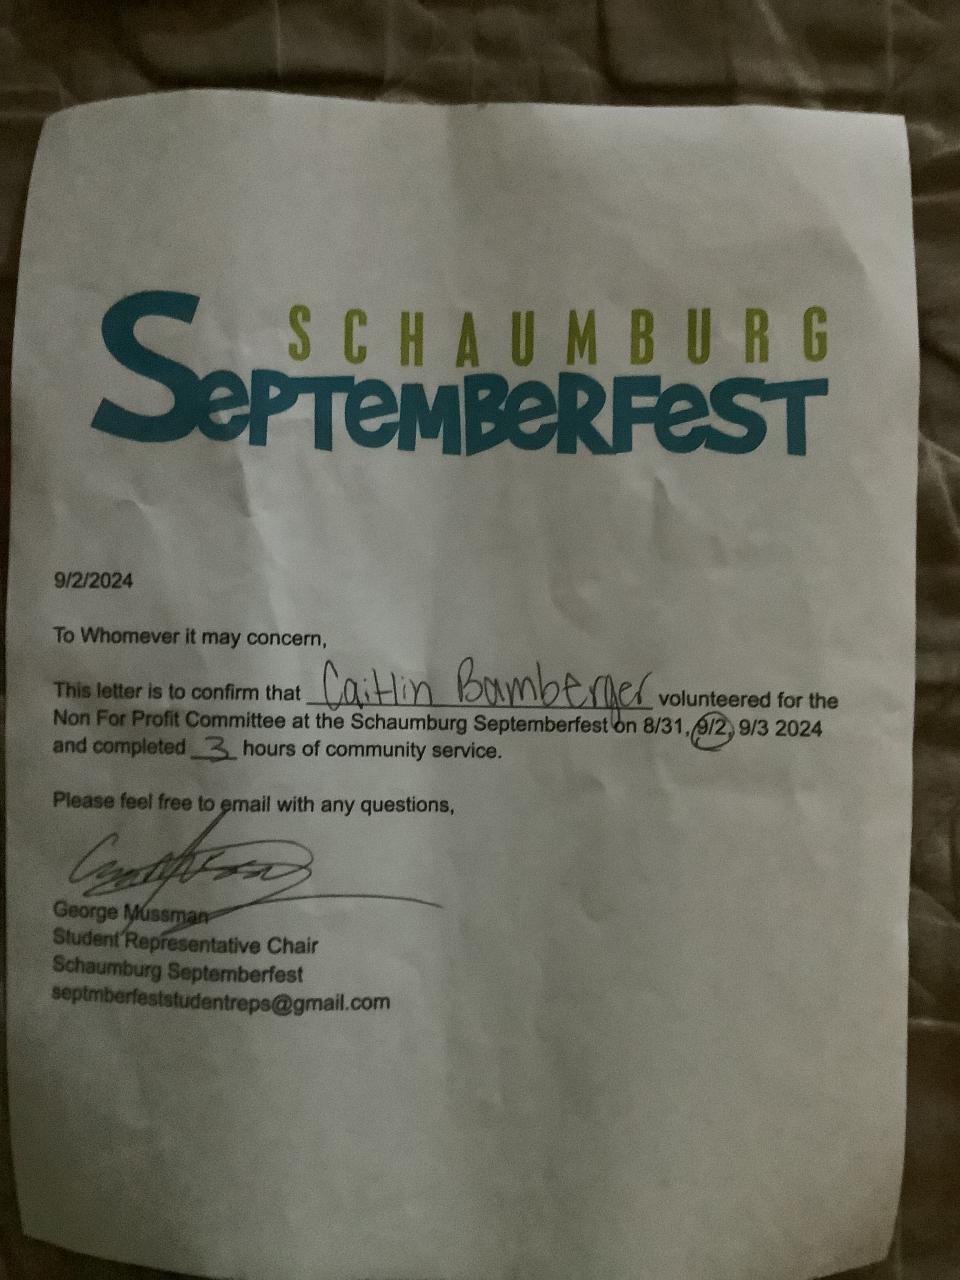 SCHAUMBURG
SEPTEMBERFEST
9/2/2024
To Whomever it may concern,
This letter is to confirm that Caitlin Bamberger volunteered for the
Non For Profit Committee at the Schaumburg Septemberfest on 8/31, 9/2, 9/3 2024
and completed 3 hours of community service.
Please feel free to email with any questions,
George Mussman
Student Representative Chair
Schaumburg Septemberfest
septmberfeststudentreps@gmail.com